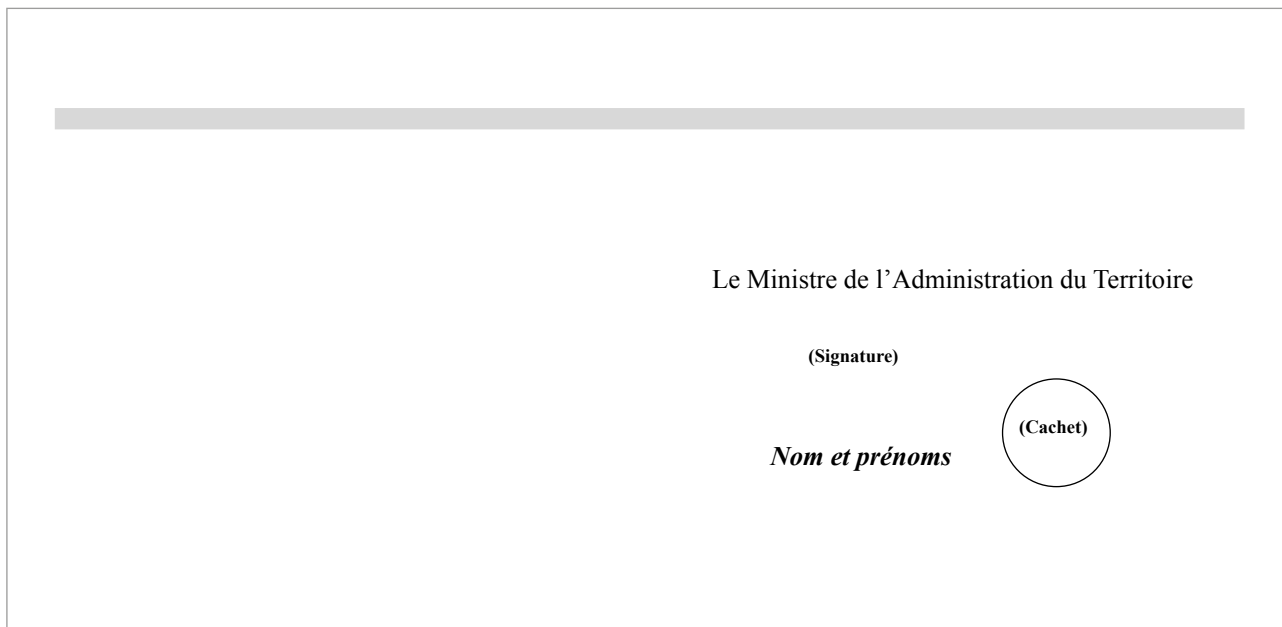 Le Ministre de l’Administration du Territoire
(Signature)
(Cachet)
Nom et prénoms